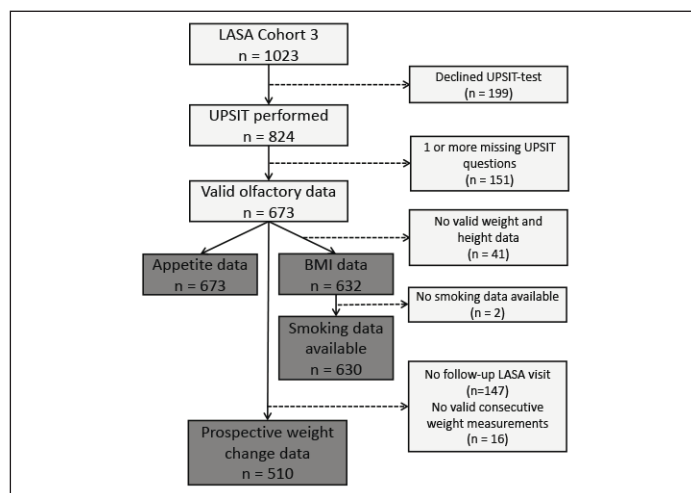 LASA Cohort 3
n = 1023
Declined UPSIT-test
(n = 199)
UPSIT performed
n = 824
1 or more missing UPSIT
questions
(n = 151)
Valid olfactory data
n = 673
No valid weight and
height data
(n = 41)
Appetite data
n = 673
BMI data
n = 632
No smoking data available
(n = 2)
Smoking data
available
n = 630
No follow-up LASA visit
(n=147)
No valid consecutive
weight measurements
(n = 16)
Prospective weight
change data
n = 510